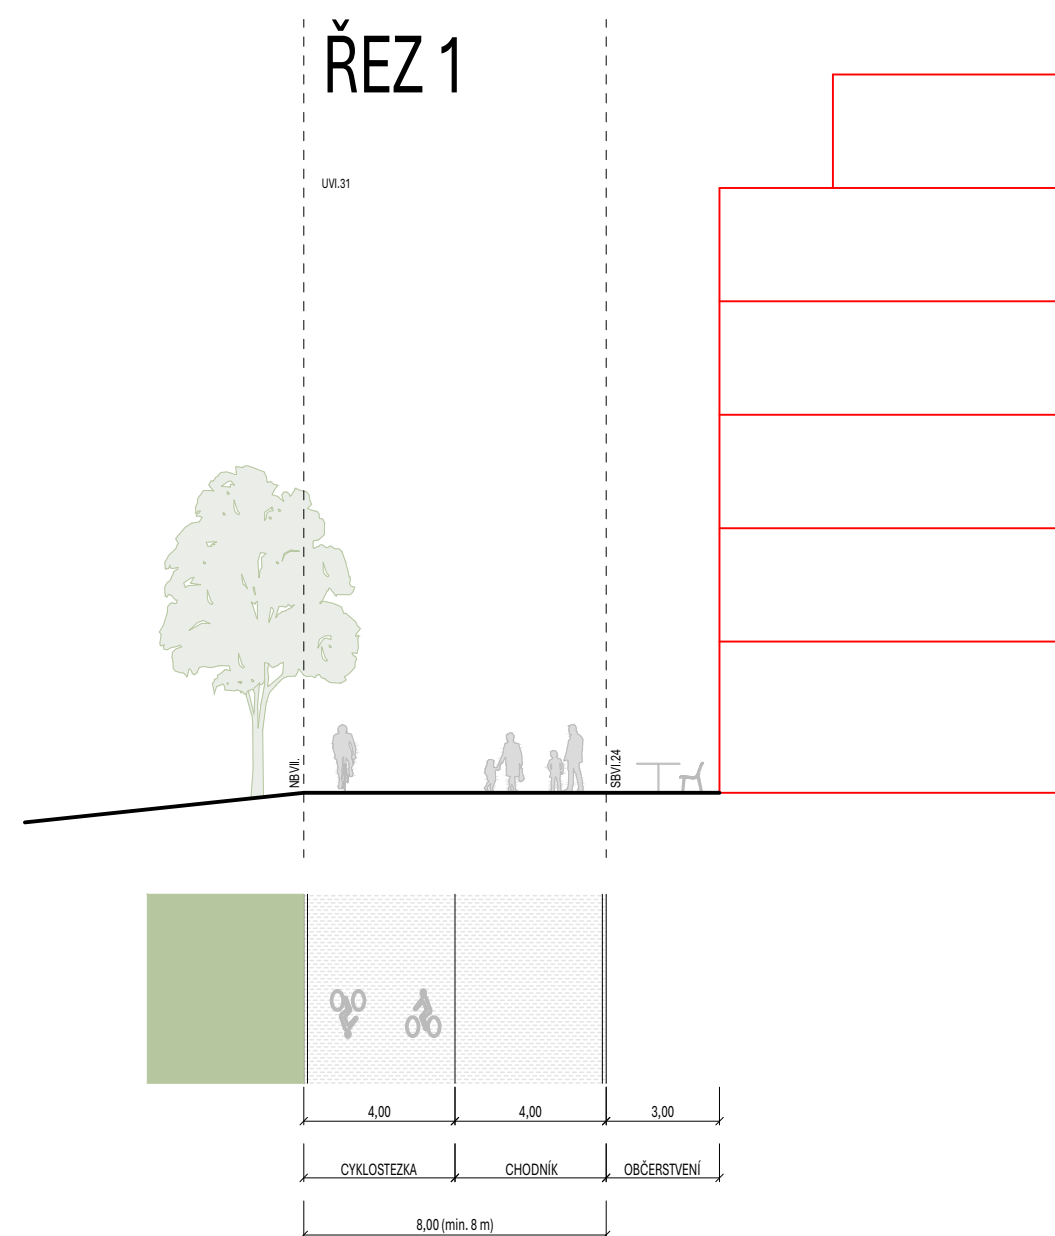 ŘEZ 1
UVI.31
NBVII.
SBVI.24
4,00
4,00
3,00
CYKLOSTEZKA
CHODNÍK
OBČERSTVENÍ
8,00 (min. 8 m)